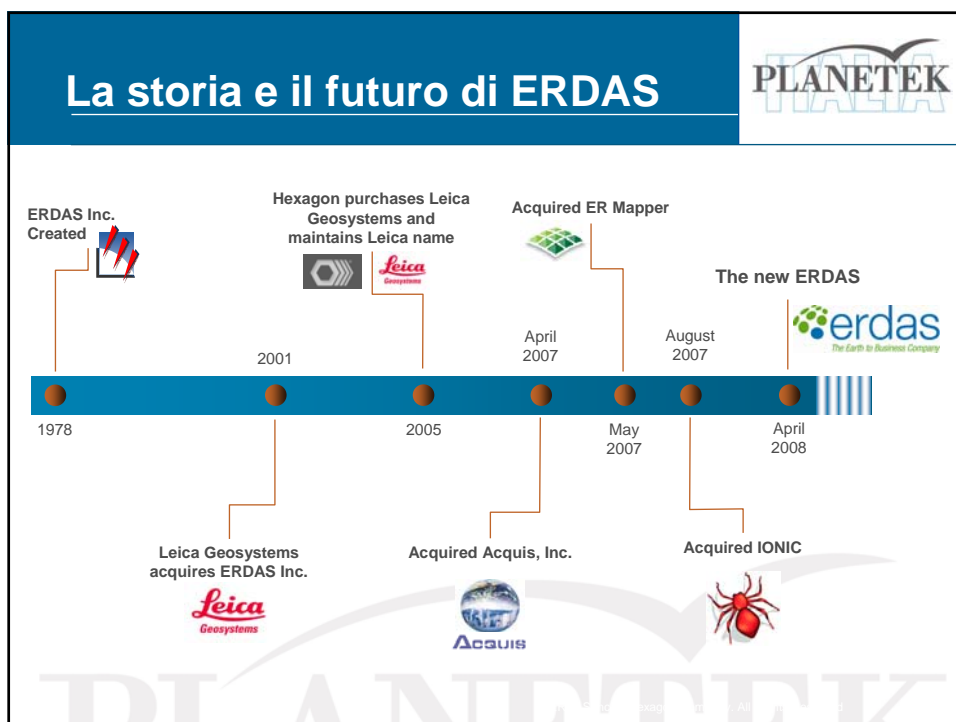 La storia e il futuro di ERDAS
PLANETEK
ITALIA
ERDAS Inc.
Created
Hexagon purchases Leica
Geosystems and
maintains Leica name
Leica
Geosystems
Acquired ER Mapper
The new ERDAS
erdas
The Earth to Business Company
2001
April
2007
August
2007
1978
2005
May
2007
April
2008
Leica Geosystems
acquires ERDAS Inc.
Leica
Geosystems
Acquired Acquis, Inc.
ACQUIS
Acquired IONIC
PLANETEK